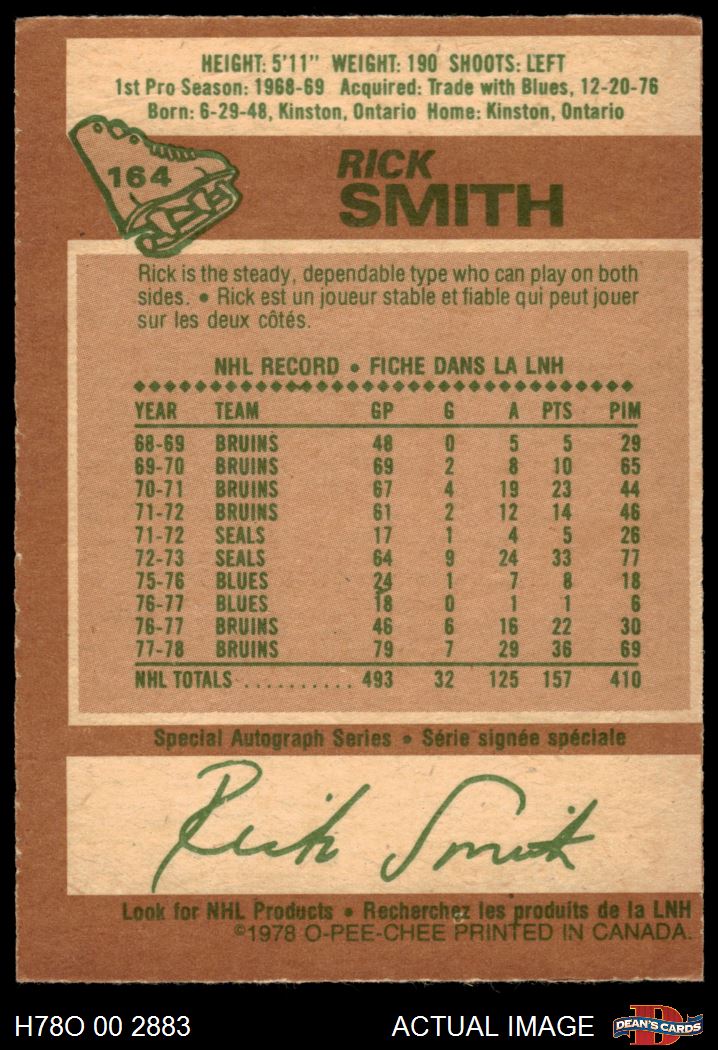 HEIGHT: 5'11" WEIGHT: 190 SHOOTS: LEFT
1st Pro Season: 1968-69 Acquired: Trade with Blues, 12-20-76
Born: 6-29-48, Kinston, Ontario Home: Kinston, Ontario
164
RICK
SMITH
Rick is the steady, dependable type who can play on both
sides. • Rick est un joueur stable et fiable qui peut jouer
sur les deux côtés.
NHL RECORD • FICHE DANS LA LNH
YEAR TEAM GP G A PTS PIM
68-69 BRUINS 48 0 5 5 29
69-70 BRUINS 69 2 8 10 65
70-71 BRUINS 67 4 19 23 44
71-72 BRUINS 61 2 12 14 46
71-72 SEALS 17 1 4 5 26
72-73 SEALS 64 9 24 33 77
75-76 BLUES 24 1 7 8 18
76-77 BLUES 18 0 1 1 6
76-77 BRUINS 46 6 16 22 30
77-78 BRUINS 79 7 29 36 69
NHL TOTALS .......... 493 32 125 157 410
Special Autograph Series • Série signée spéciale
Rick Smith
Look for NHL Products • Recherchez les produits de la LNH
©1978 O-PEE-CHEE PRINTED IN CANADA.
H78O 00 2883 ACTUAL IMAGE DEAN'S CARDS